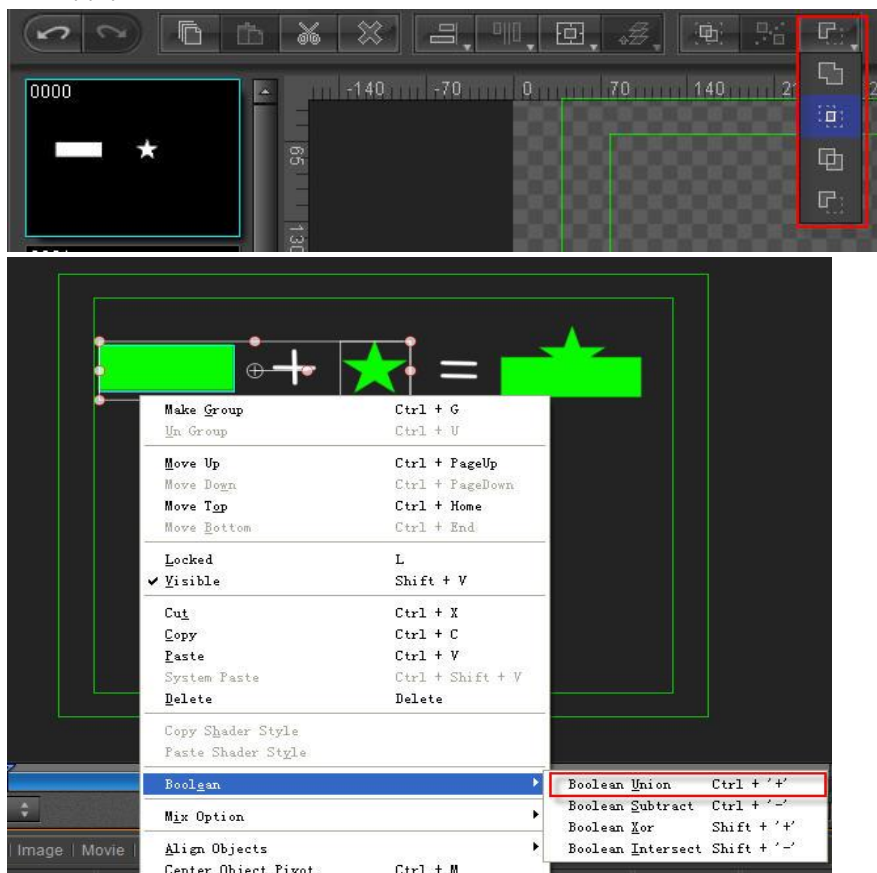 0000
-140 -70 0 70 140
65
130
Make Group Ctrl + G
Un Group Ctrl + U
Move Up Ctrl + PageUp
Move Down Ctrl + PageDown
Move Top Ctrl + Home
Move Bottom Ctrl + End
Locked L
Visible Shift + V
Cut Ctrl + X
Copy Ctrl + C
Paste Ctrl + V
System Paste Ctrl + Shift + V
Delete Delete
Copy Shader Style
Paste Shader Style
Boolean
Boolean Union Ctrl + '+'
Boolean Subtract Ctrl + '-'
Mix Option
Boolean Xor Shift + '+'
Boolean Intersect Shift + '-'
Image | Movie |
Align Objects
Center Object Pivot Ctrl + M